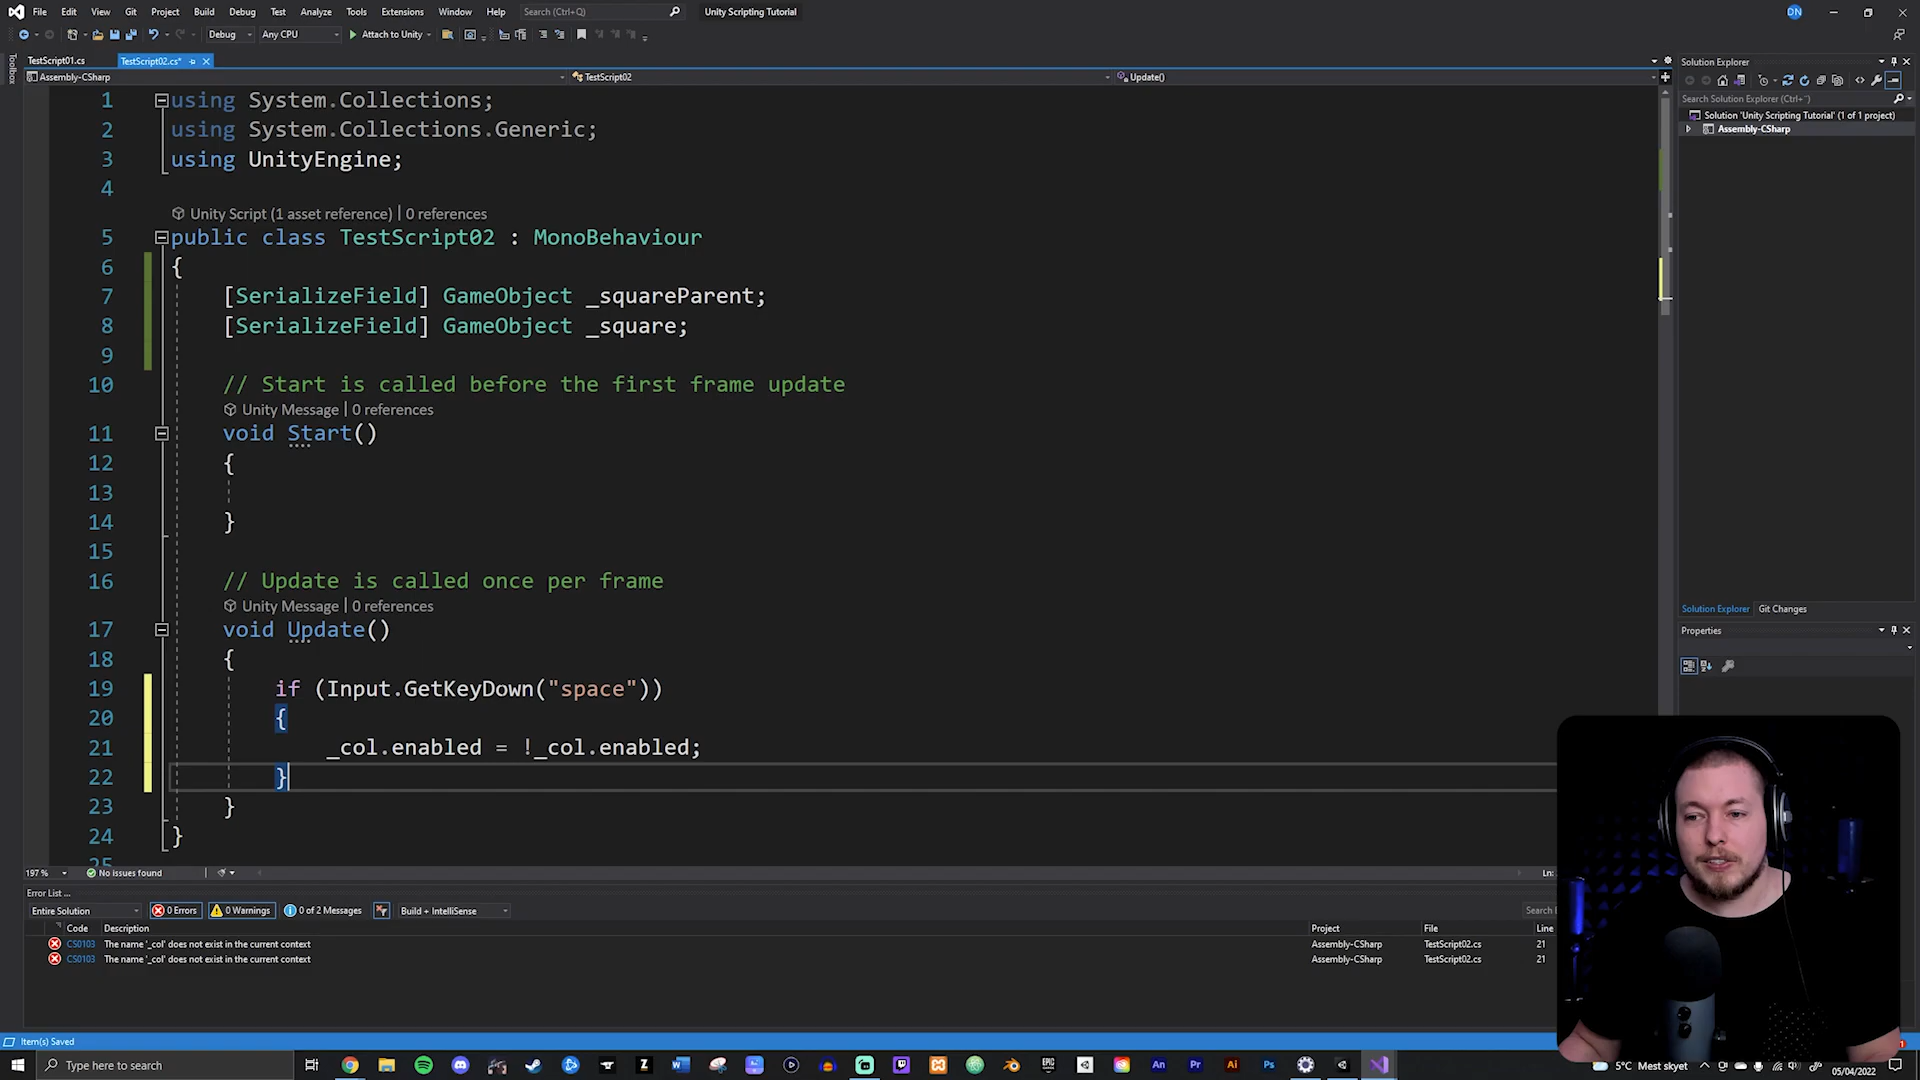 File Edit View Git Project Build Debug Test Analyze Tools Extensions Window Help Search (Ctrl+Q) Unity Scripting Tutorial DN
Debug Any CPU Attach to Unity
Toolbox
TestScript01.cs TestScript02.cs*
Assembly-CSharp TestScript02 Update()
1 using System.Collections;
2 using System.Collections.Generic;
3 using UnityEngine;
4
Unity Script (1 asset reference) | 0 references
5 public class TestScript02 : MonoBehaviour
6 {
7 [SerializeField] GameObject _squareParent;
8 [SerializeField] GameObject _square;
9
10 // Start is called before the first frame update
Unity Message | 0 references
11 void Start()
12 {
13
14 }
15
16 // Update is called once per frame
Unity Message | 0 references
17 void Update()
18 {
19 if (Input.GetKeyDown("space"))
20 {
21 _col.enabled = !_col.enabled;
22 }
23 }
24 }
25
197 % No issues found Ln:
Error List ...
Entire Solution 0 Errors 0 Warnings 0 of 2 Messages Build + IntelliSense Search
Code Description Project File Line
CS0103 The name '_col' does not exist in the current context Assembly-CSharp TestScript02.cs 21
CS0103 The name '_col' does not exist in the current context Assembly-CSharp TestScript02.cs 21
Item(s) Saved
Solution Explorer
Search Solution Explorer (Ctrl+¨)
Solution 'Unity Scripting Tutorial' (1 of 1 project)
Assembly-CSharp
Solution Explorer Git Changes
Properties
Type here to search
5°C Mest skyet
05/04/2022